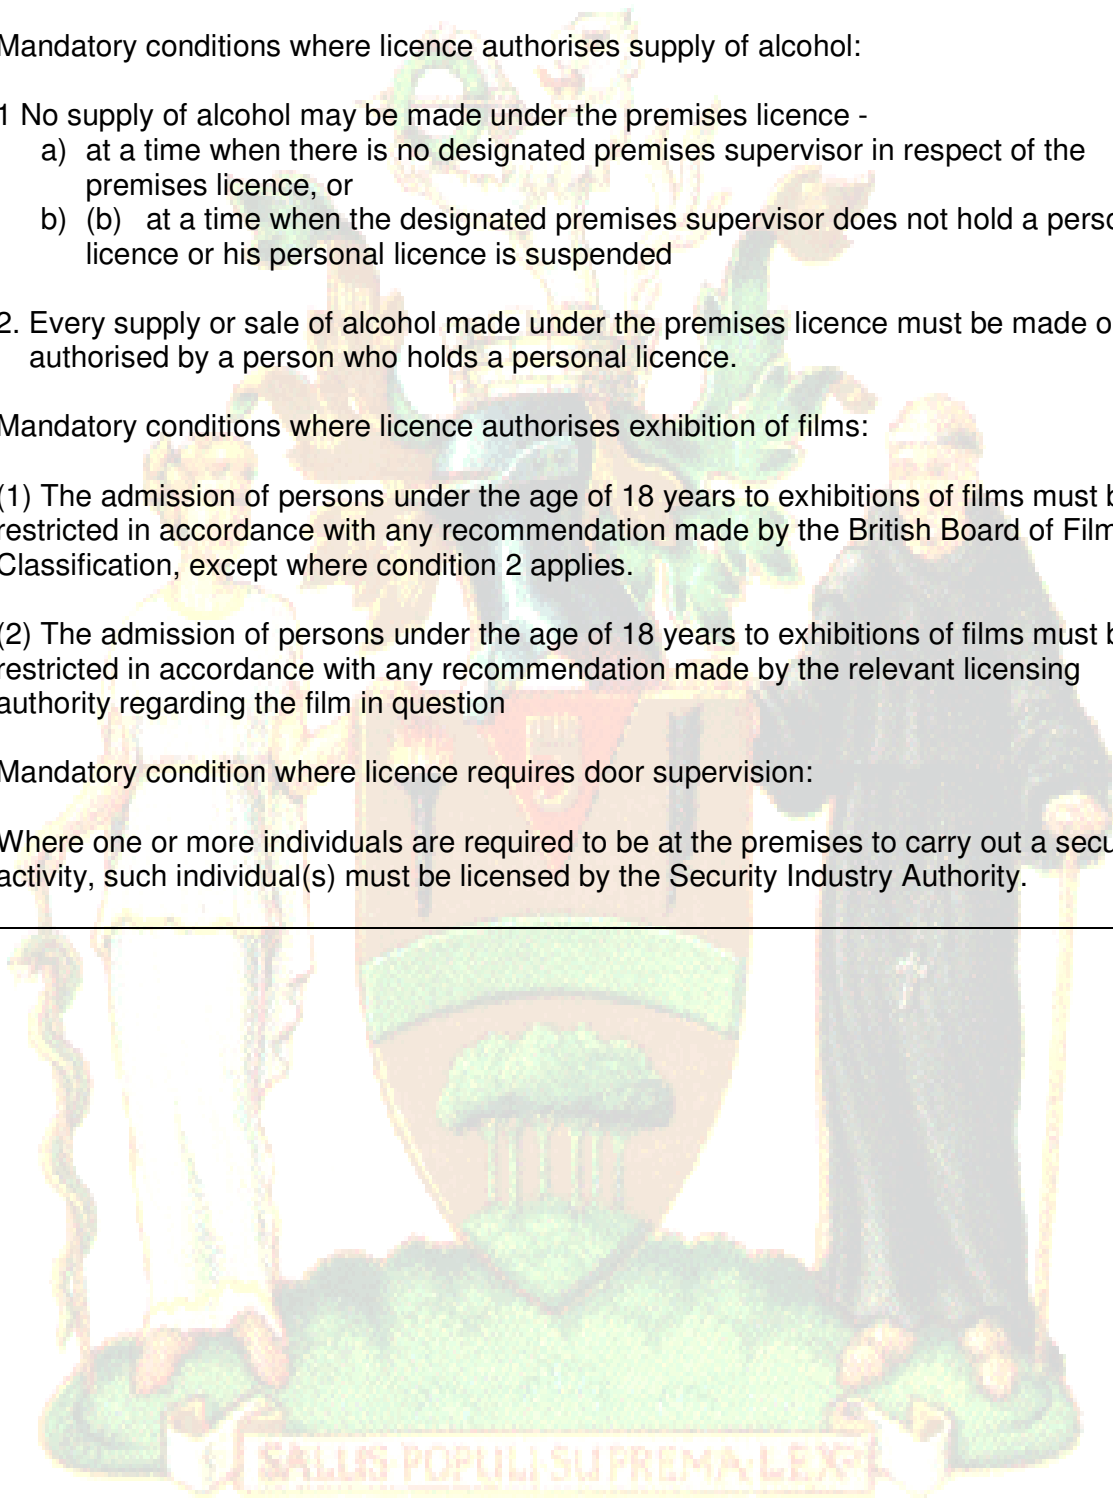 Mandatory conditions where licence authorises supply of alcohol:
1 No supply of alcohol may be made under the premises licence -
a) at a time when there is no designated premises supervisor in respect of the
premises licence, or
b) (b) at a time when the designated premises supervisor does not hold a perso
licence or his personal licence is suspended
2. Every supply or sale of alcohol made under the premises licence must be made o
authorised by a person who holds a personal licence.
Mandatory conditions where licence authorises exhibition of films:
(1) The admission of persons under the age of 18 years to exhibitions of films must b
restricted in accordance with any recommendation made by the British Board of Film
Classification, except where condition 2 applies.
(2) The admission of persons under the age of 18 years to exhibitions of films must b
restricted in accordance with any recommendation made by the relevant licensing
authority regarding the film in question
Mandatory condition where licence requires door supervision:
Where one or more individuals are required to be at the premises to carry out a secu
activity, such individual(s) must be licensed by the Security Industry Authority.
SALUS POPULI SUPREMA LEX